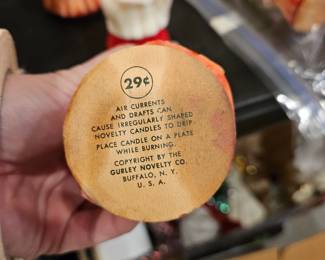 29¢
AIR CURRENTS
AND DRAFTS CAN
CAUSE IRREGULARLY SHAPED
NOVELTY CANDLES TO DRIP.
PLACE CANDLE ON A PLATE
WHILE BURNING.
COPYRIGHT BY THE
GURLEY NOVELTY CO.
BUFFALO, N. Y.
U. S. A.